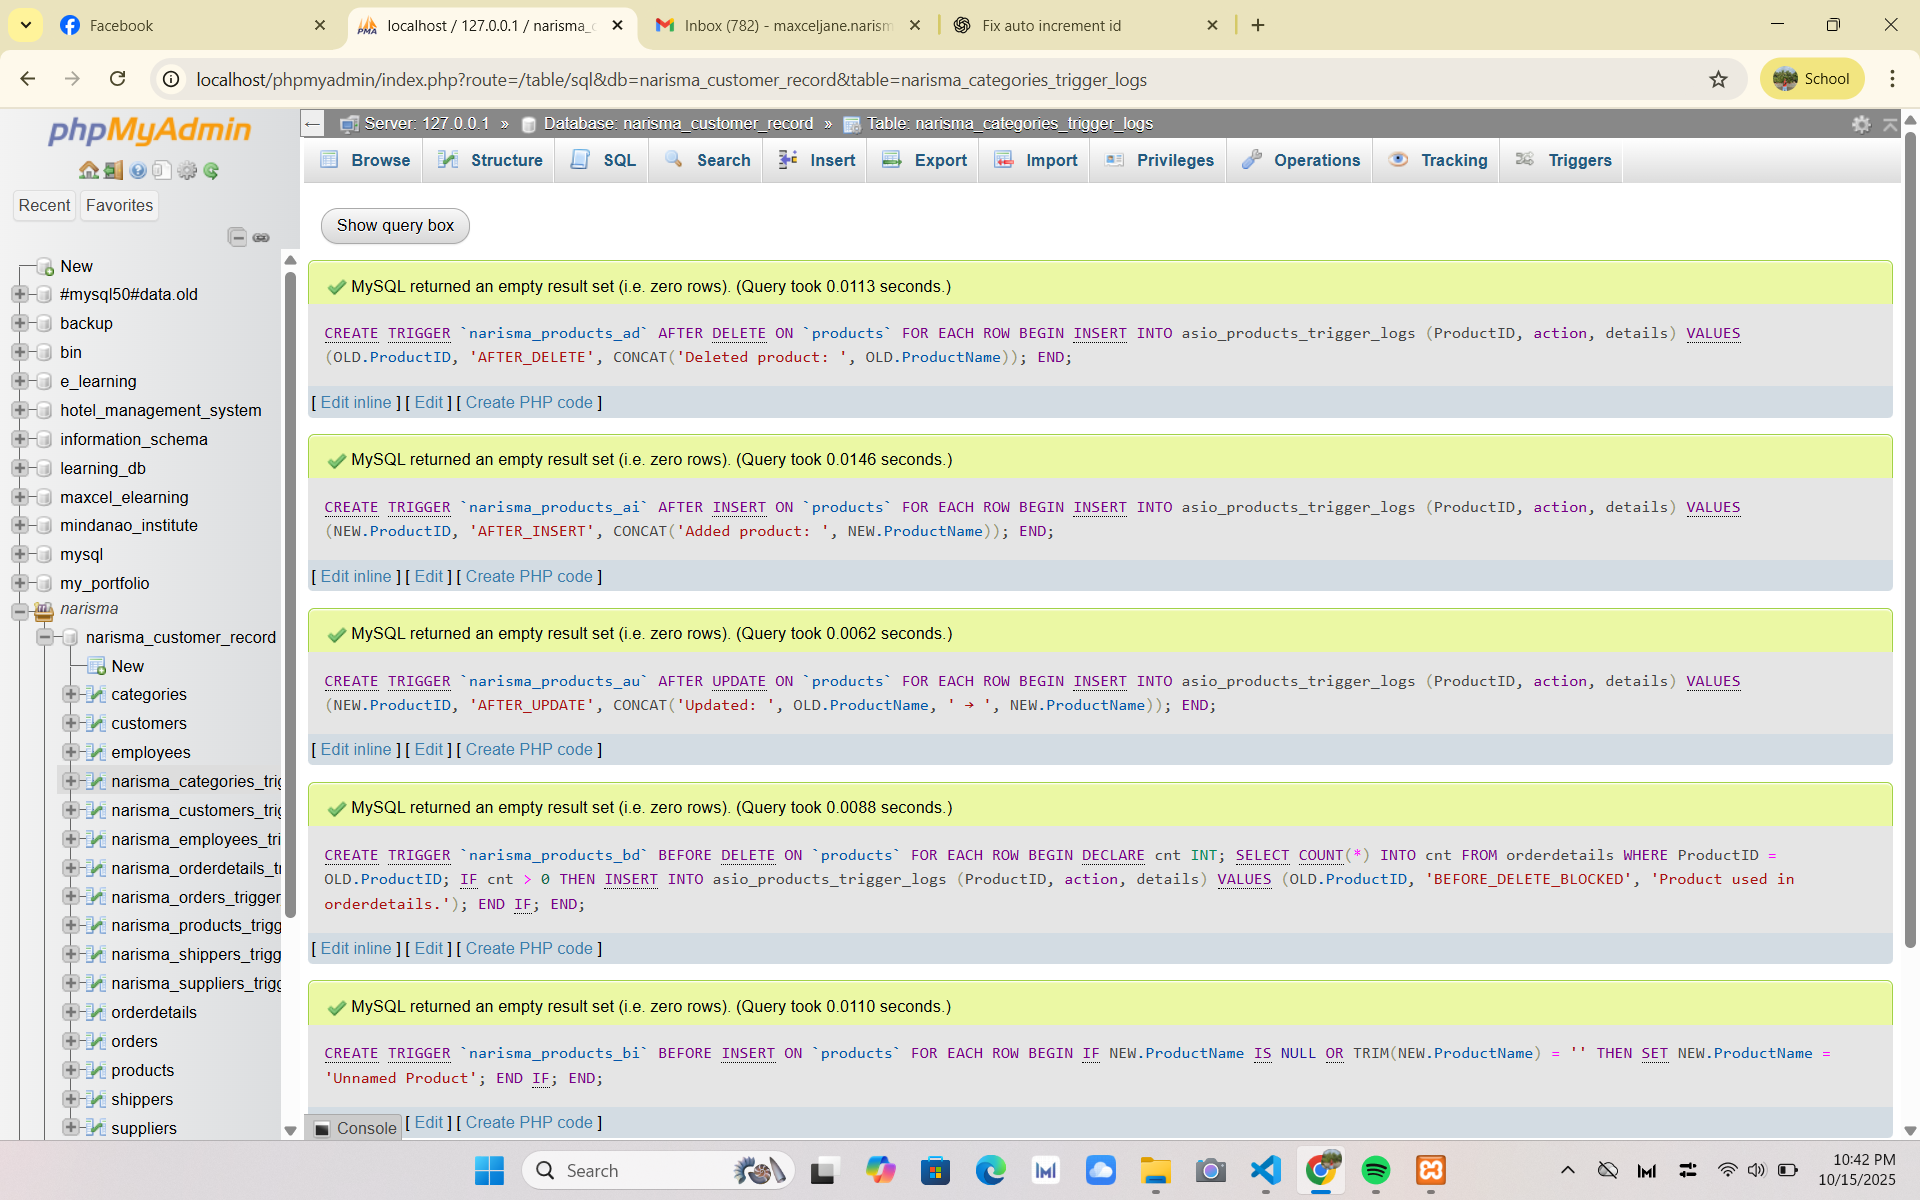 Facebook
localhost / 127.0.0.1 / narisma_c
Inbox (782) - maxceljane.narism
Fix auto increment id
localhost/phpmyadmin/index.php?route=/table/sql&db=narisma_customer_record&table=narisma_categories_trigger_logs
School
phpMyAdmin
Recent
Favorites
New
#mysql50#data.old
backup
bin
e_learning
hotel_management_system
information_schema
learning_db
maxcel_elearning
mindanao_institute
mysql
my_portfolio
narisma
narisma_customer_record
New
categories
customers
employees
narisma_categories_trig
narisma_customers_trig
narisma_employees_tri
narisma_orderdetails_t
narisma_orders_trigger
narisma_products_trigg
narisma_shippers_trigg
narisma_suppliers_trigg
orderdetails
orders
products
shippers
suppliers
Server: 127.0.0.1 » Database: narisma_customer_record » Table: narisma_categories_trigger_logs
Browse Structure SQL Search Insert Export Import Privileges Operations Tracking Triggers
Show query box
MySQL returned an empty result set (i.e. zero rows). (Query took 0.0113 seconds.)
CREATE TRIGGER `narisma_products_ad` AFTER DELETE ON `products` FOR EACH ROW BEGIN INSERT INTO asio_products_trigger_logs (ProductID, action, details) VALUES
(OLD.ProductID, 'AFTER_DELETE', CONCAT('Deleted product: ', OLD.ProductName)); END;
[ Edit inline ] [ Edit ] [ Create PHP code ]
MySQL returned an empty result set (i.e. zero rows). (Query took 0.0146 seconds.)
CREATE TRIGGER `narisma_products_ai` AFTER INSERT ON `products` FOR EACH ROW BEGIN INSERT INTO asio_products_trigger_logs (ProductID, action, details) VALUES
(NEW.ProductID, 'AFTER_INSERT', CONCAT('Added product: ', NEW.ProductName)); END;
[ Edit inline ] [ Edit ] [ Create PHP code ]
MySQL returned an empty result set (i.e. zero rows). (Query took 0.0062 seconds.)
CREATE TRIGGER `narisma_products_au` AFTER UPDATE ON `products` FOR EACH ROW BEGIN INSERT INTO asio_products_trigger_logs (ProductID, action, details) VALUES
(NEW.ProductID, 'AFTER_UPDATE', CONCAT('Updated: ', OLD.ProductName, ' → ', NEW.ProductName)); END;
[ Edit inline ] [ Edit ] [ Create PHP code ]
MySQL returned an empty result set (i.e. zero rows). (Query took 0.0088 seconds.)
CREATE TRIGGER `narisma_products_bd` BEFORE DELETE ON `products` FOR EACH ROW BEGIN DECLARE cnt INT; SELECT COUNT(*) INTO cnt FROM orderdetails WHERE ProductID =
OLD.ProductID; IF cnt > 0 THEN INSERT INTO asio_products_trigger_logs (ProductID, action, details) VALUES (OLD.ProductID, 'BEFORE_DELETE_BLOCKED', 'Product used in
orderdetails.'); END IF; END;
[ Edit inline ] [ Edit ] [ Create PHP code ]
MySQL returned an empty result set (i.e. zero rows). (Query took 0.0110 seconds.)
CREATE TRIGGER `narisma_products_bi` BEFORE INSERT ON `products` FOR EACH ROW BEGIN IF NEW.ProductName IS NULL OR TRIM(NEW.ProductName) = '' THEN SET NEW.ProductName =
'Unnamed Product'; END IF; END;
Console [ Edit ] [ Create PHP code ]
Search
10:42 PM
10/15/2025